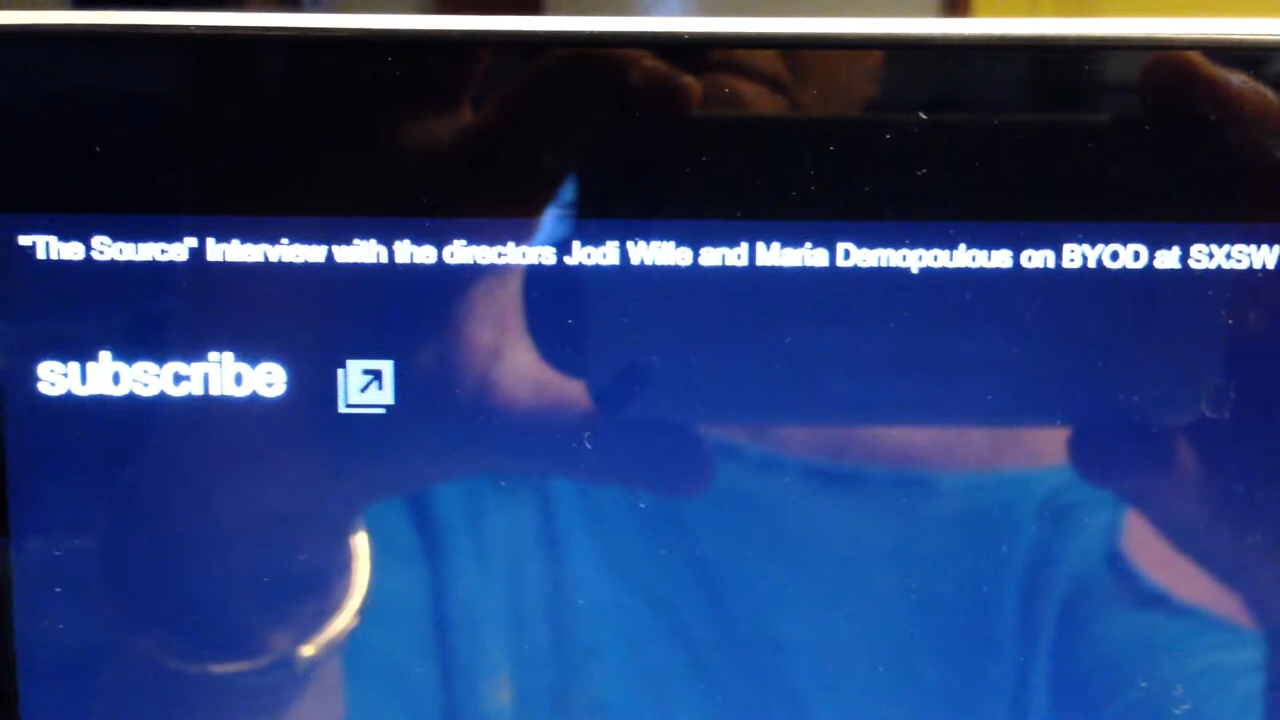 "The Source" Interview with the directors Jodi Wille and Maria Demopoulous on BYOD at SXSW
subscribe